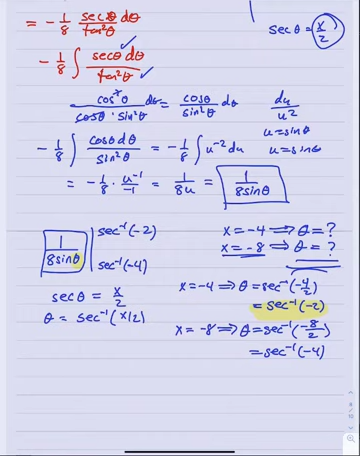 = -1/8 secθ dθ / tan²θ
secθ = x/2
-1/8 ∫ secθ dθ / tan²θ
cos²θ / cosθ · sin²θ dθ = cosθ / sin²θ dθ
du / u²
u = sinθ
-1/8 ∫ cosθ dθ / sin²θ = -1/8 ∫ u⁻² du
u = sinθ
= -1/8 · u⁻¹ / -1 = 1 / 8u = 1 / 8sinθ
1 / 8sinθ | sec⁻¹(-2)
sec⁻¹(-4)
x = -4 ⟹ θ = ?
x = -8 ⟹ θ = ?
secθ = x/2
θ = sec⁻¹(x/2)
x = -4 ⟹ θ = sec⁻¹(-4/2)
= sec⁻¹(-2)
x = -8 ⟹ θ = sec⁻¹(-8/2)
= sec⁻¹(-4)